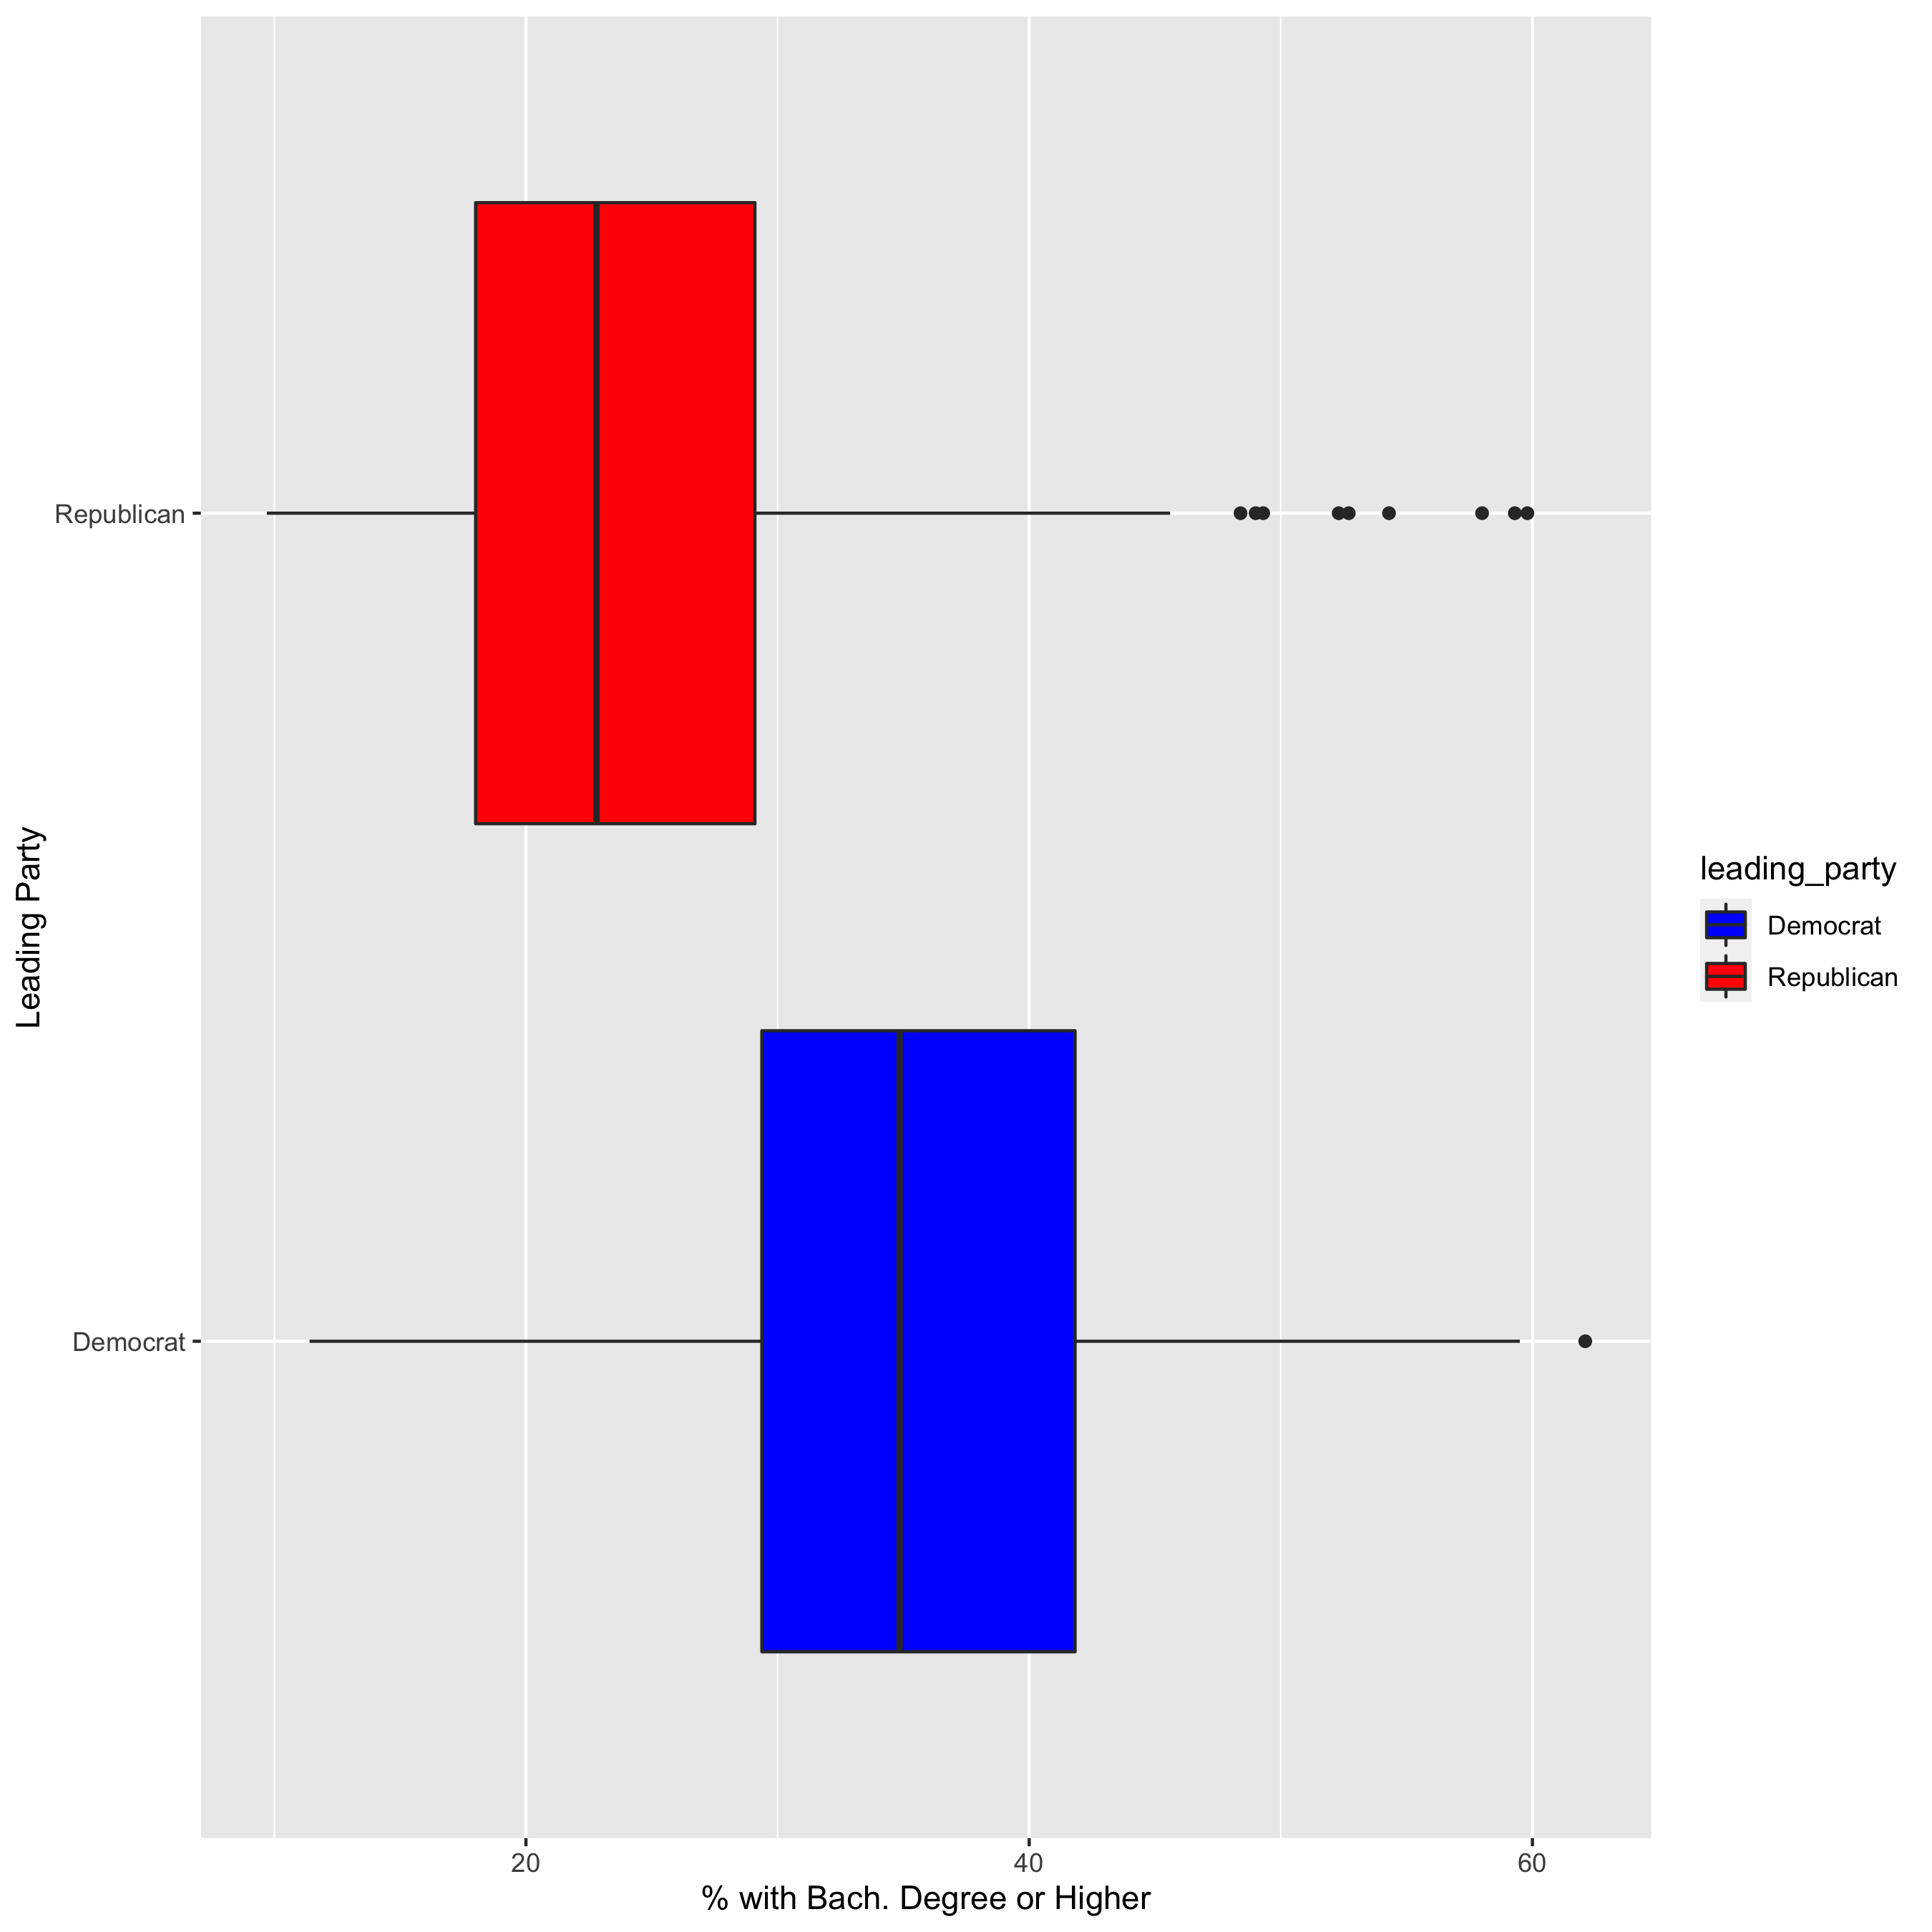 Republican
Democrat
Leading Party
20
40
60
% with Bach. Degree or Higher
leading_party
Democrat
Republican